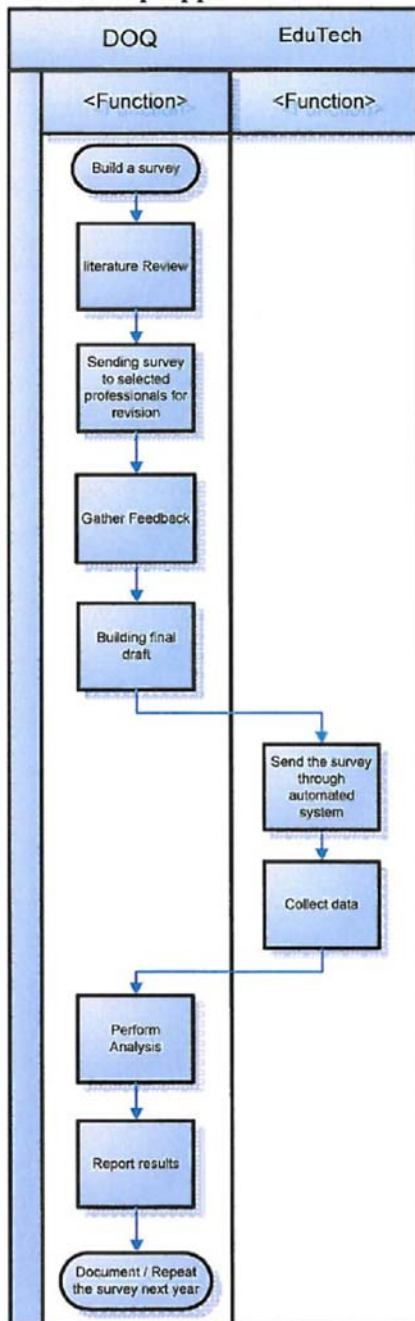 DOQ
EduTech
<Function>
<Function>
Build a survey
literature Review
Sending survey
to selected
professionals for
revision
Gather Feedback
Building final
draft
Send the survey
through
automated
system
Collect data
Perform
Analysis
Report results
Document / Repeat
the survey next year